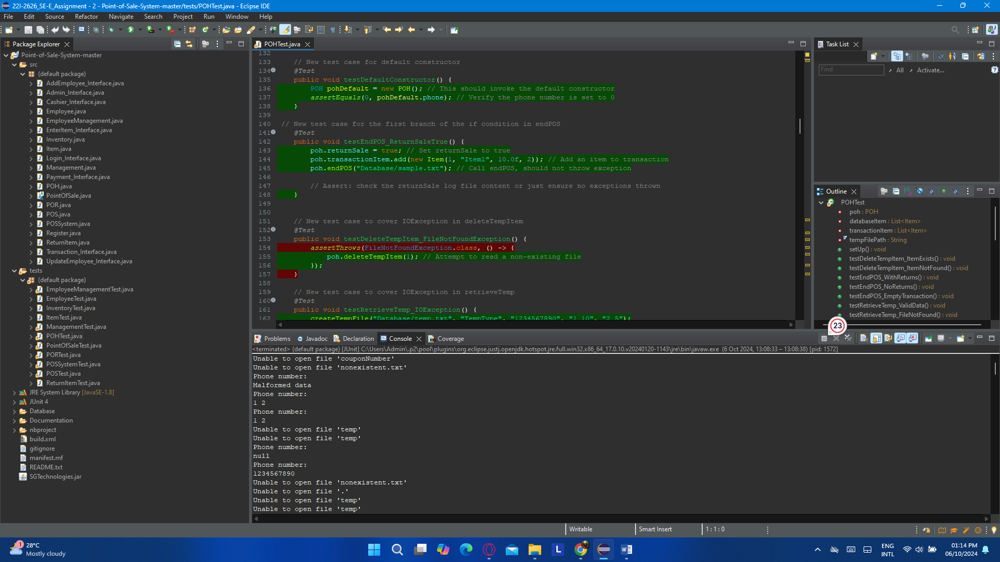 22I-2626_SE-E_Assignment - 2 - Point-of-Sale-System-master/tests/POHTest.java - Eclipse IDE
File Edit Source Refactor Navigate Search Project Run Window Help
Package Explorer
Point-of-Sale-System-master
src
(default package)
AddEmployee_Interface.java
Admin_Interface.java
Cashier_Interface.java
Employee.java
EmployeeManagement.java
EnterItem_Interface.java
Inventory.java
Item.java
Login_Interface.java
Management.java
Payment_Interface.java
POH.java
PointOfSale.java
POR.java
POS.java
POSSystem.java
Register.java
ReturnItem.java
Transaction_Interface.java
UpdateEmployee_Interface.java
tests
(default package)
EmployeeManagementTest.java
EmployeeTest.java
InventoryTest.java
ItemTest.java
ManagementTest.java
POHTest.java
PointOfSaleTest.java
PORTest.java
POSSystemTest.java
POSTest.java
ReturnItemTest.java
JRE System Library [JavaSE-1.8]
JUnit 4
Database
Documentation
nbproject
build.xml
gitignore
manifest.mf
README.txt
SGTechnologies.jar
POHTest.java
132
133 // New test case for default constructor
134 @Test
135 public void testDefaultConstructor() {
136 POH pohDefault = new POH(); // This should invoke the default constructor
137 assertEquals(0, pohDefault.phone); // Verify the phone number is set to 0
138 }
139
140 // New test case for the first branch of the if condition in endPOS
141 @Test
142 public void testEndPOS_ReturnSaleTrue() {
143 poh.returnSale = true; // Set returnSale to true
144 poh.transactionItem.add(new Item(1, "Item1", 10.0f, 2)); // Add an item to transaction
145 poh.endPOS("Database/sample.txt"); // Call endPOS, should not throw exception
146
147 // Assert: check the returnSale log file content or just ensure no exceptions thrown
148 }
149
150
151 // New test case to cover IOException in deleteTempItem
152 @Test
153 public void testDeleteTempItem_FileNotFoundException() {
154 assertThrows(FileNotFoundException.class, () -> {
155 poh.deleteTempItem(1); // Attempt to read a non-existing file
156 });
157 }
158
159 // New test case to cover IOException in retrieveTemp
160 @Test
161 public void testRetrieveTemp_IOException() {
162 createTempFile("Database/temp.txt", "TempType", "1234567890", "1 10", "2 5");
Task List
Find All Activate...
Outline
POHTest
poh : POH
databaseItem : List<Item>
transactionItem : List<Item>
tempFilePath : String
setUp() : void
testDeleteTempItem_ItemExists() : void
testDeleteTempItem_ItemNotFound() : void
testEndPOS_WithReturns() : void
testEndPOS_NoReturns() : void
testEndPOS_EmptyTransaction() : void
testRetrieveTemp_ValidData() : void
testRetrieveTemp_FileNotFound() : void
23
Problems Javadoc Declaration Console Coverage
<terminated> (default package) [JUnit] C:\Users\Admin\.p2\pool\plugins\org.eclipse.justj.openjdk.hotspot.jre.full.win32.x86_64_17.0.10.v20240120-1143\jre\bin\javaw.exe (6 Oct 2024, 13:08:33 – 13:08:38) [pid: 1572]
Unable to open file 'couponNumber'
Unable to open file 'nonexistent.txt'
Phone number:
Malformed data
Phone number:
1 2
Phone number:
1 2
Unable to open file 'temp'
Unable to open file 'temp'
Phone number:
null
Phone number:
1234567890
Unable to open file 'nonexistent.txt'
Unable to open file '.'
Unable to open file 'temp'
Unable to open file 'temp'
Writable Smart Insert 1 : 1 : 0
1
28°C
Mostly cloudy
ENG
INTL
01:14 PM
06/10/2024